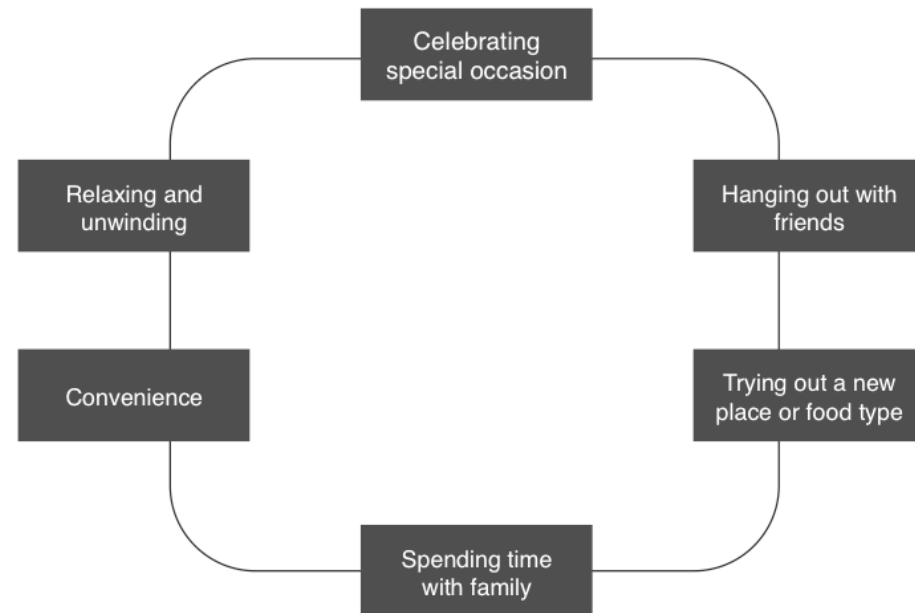 Celebrating
special occasion
Relaxing and
unwinding
Hanging out with
friends
Convenience
Trying out a new
place or food type
Spending time
with family